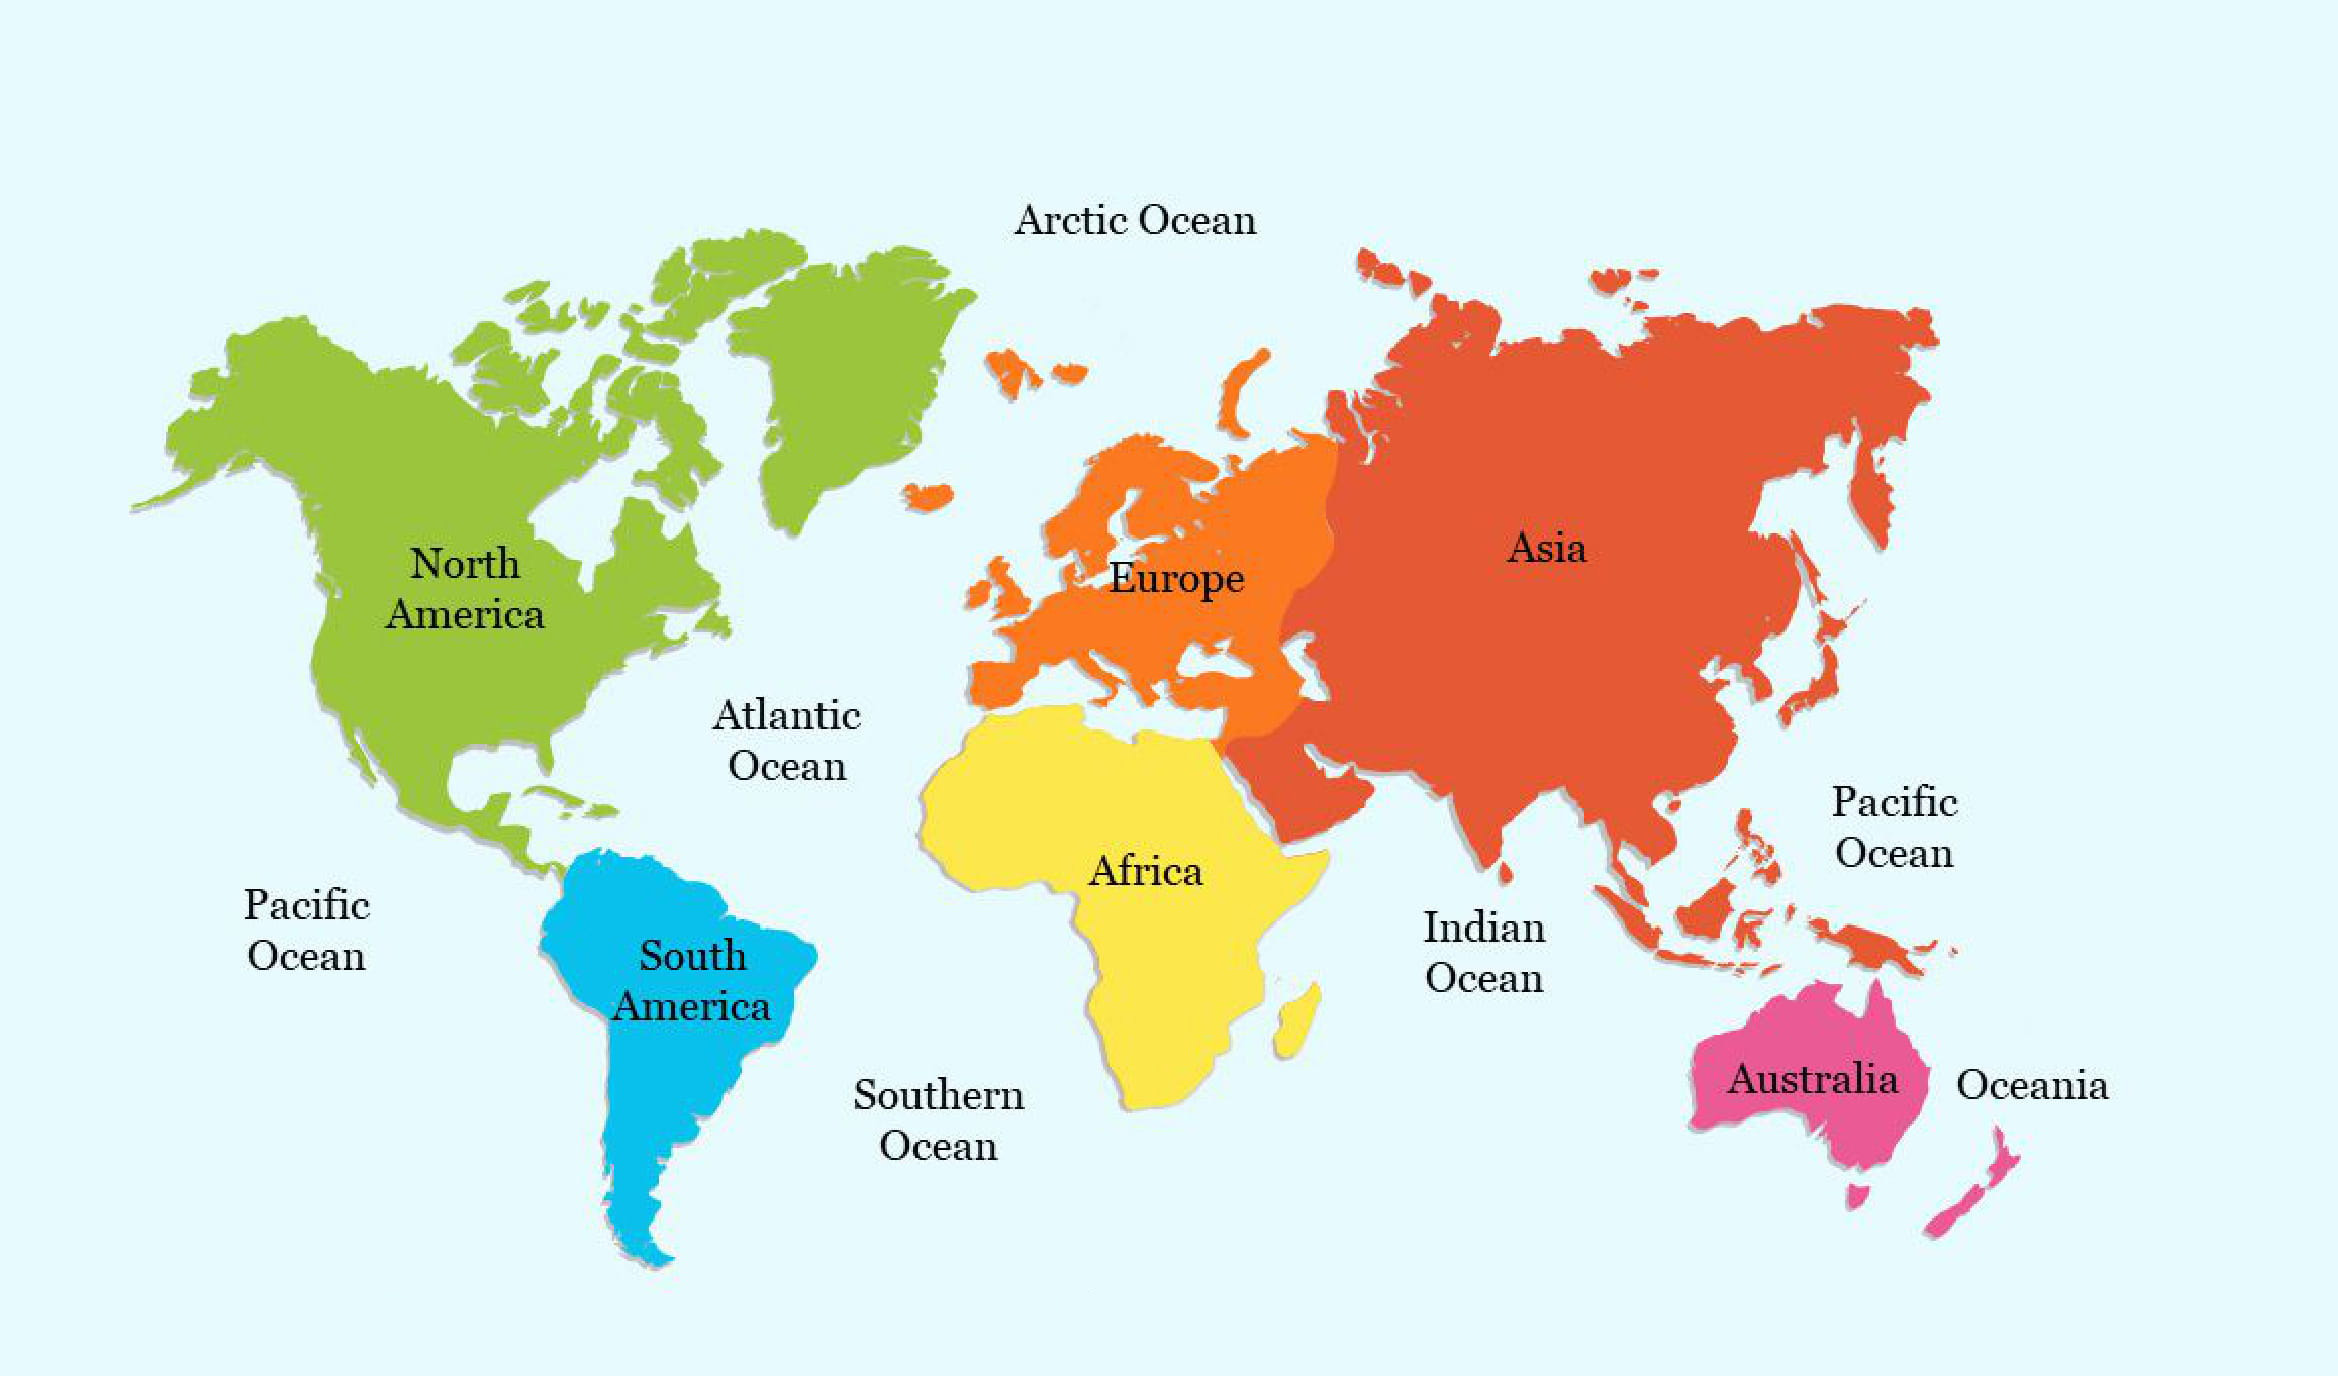 Arctic Ocean
North
America
Europe
Asia
Atlantic
Ocean
Pacific
Ocean
Africa
Pacific
Ocean
Indian
Ocean
South
America
Southern
Ocean
Australia
Oceania